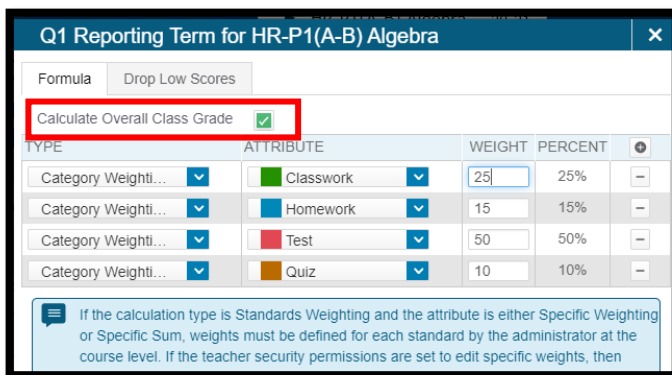 Q1 Reporting Term for HR-P1(A-B) Algebra ×
Formula Drop Low Scores
Calculate Overall Class Grade
TYPE ATTRIBUTE WEIGHT PERCENT
Category Weighti... Classwork 25 25%
Category Weighti... Homework 15 15%
Category Weighti... Test 50 50%
Category Weighti... Quiz 10 10%
If the calculation type is Standards Weighting and the attribute is either Specific Weighting
or Specific Sum, weights must be defined for each standard by the administrator at the
course level. If the teacher security permissions are set to edit specific weights, then